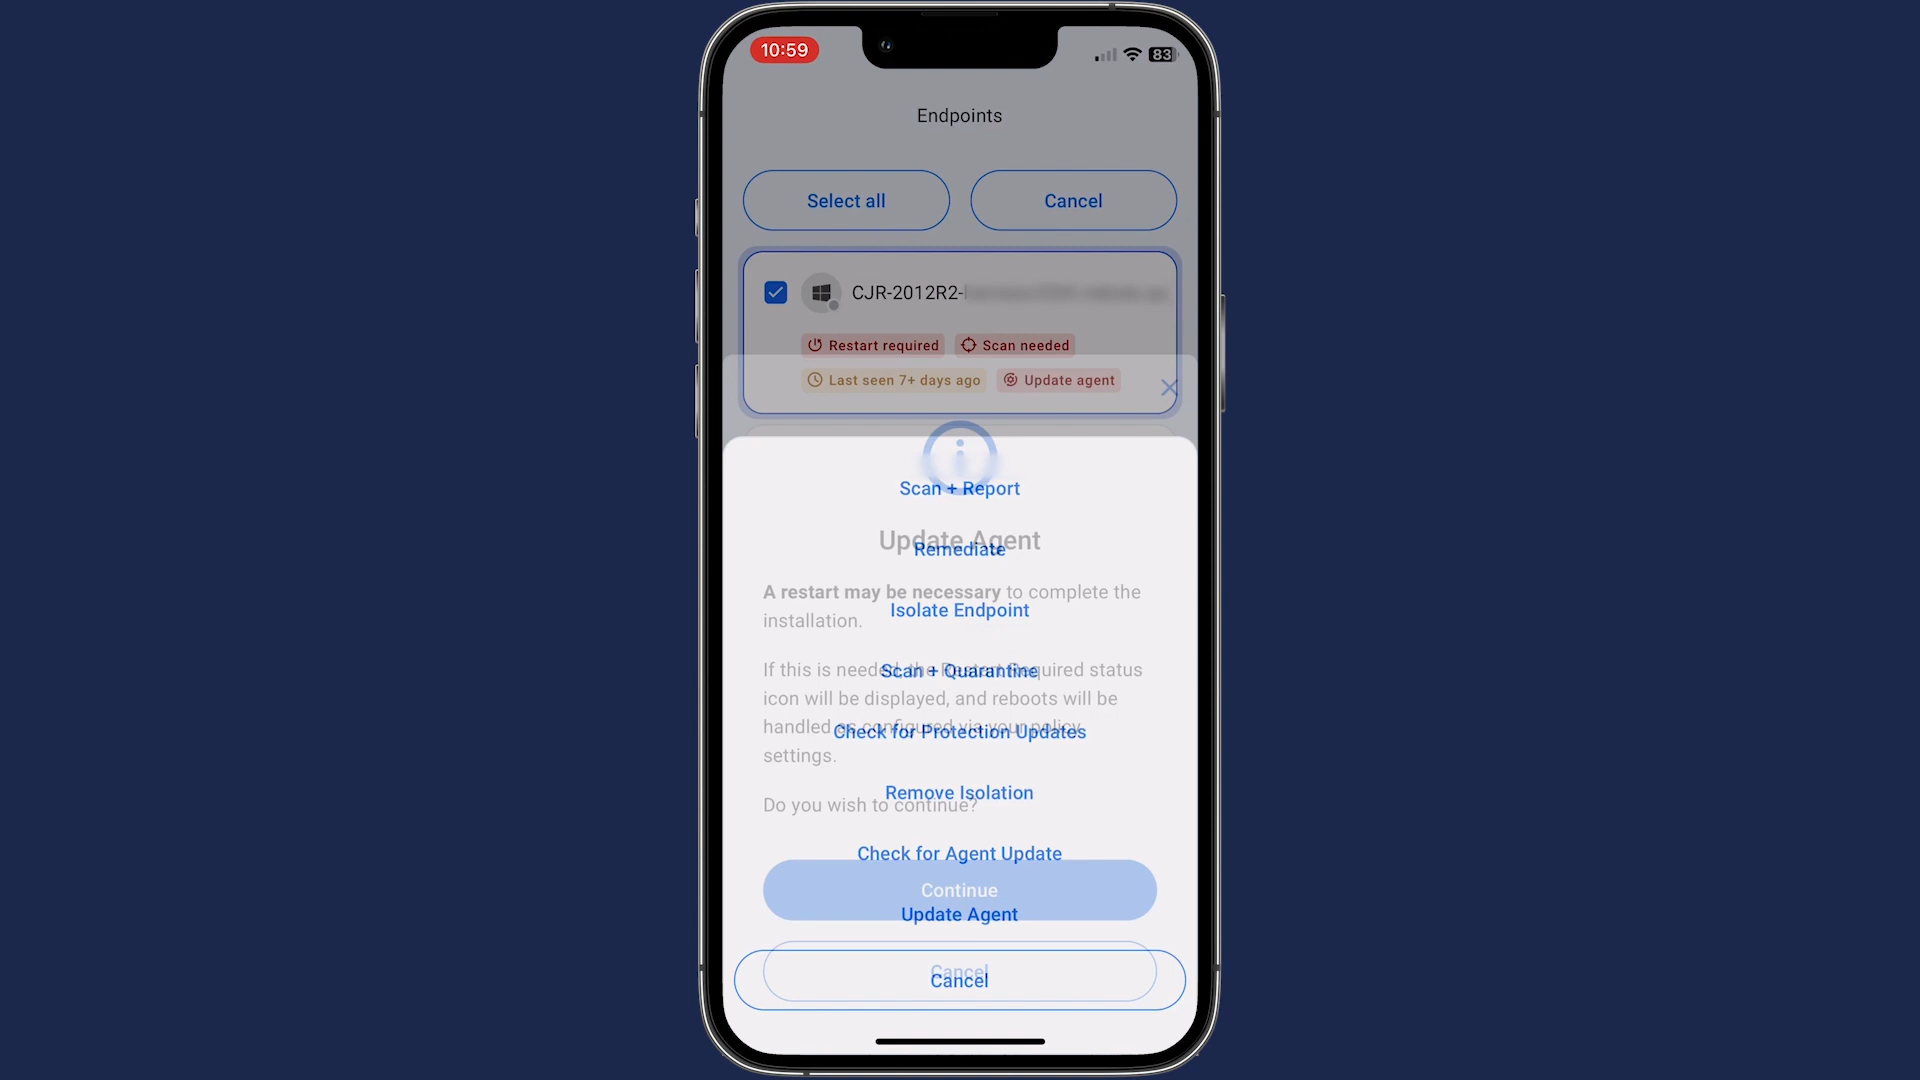 10:59
83
Endpoints
Select all
Cancel
CJR-2012R2-
Restart required
Scan needed
Last seen 7+ days ago
Update agent
Scan + Report
Update Agent
Remediate
A restart may be necessary to complete the
Isolate Endpoint
installation.
If this is needed, the Restart Required status
Scan + Quarantine
icon will be displayed, and reboots will be
handled as configured via your policy
Check for Protection Updates
settings.
Remove Isolation
Do you wish to continue?
Check for Agent Update
Continue
Update Agent
Cancel
Cancel